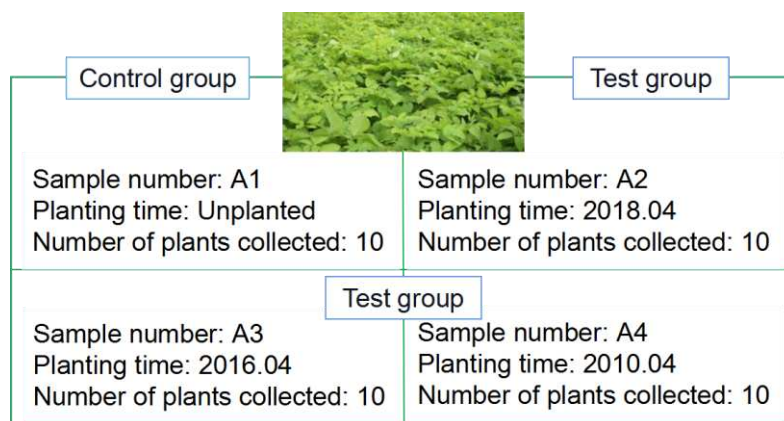 Control group
Test group
Sample number: A1
Planting time: Unplanted
Number of plants collected: 10
Sample number: A2
Planting time: 2018.04
Number of plants collected: 10
Test group
Sample number: A3
Planting time: 2016.04
Number of plants collected: 10
Sample number: A4
Planting time: 2010.04
Number of plants collected: 10